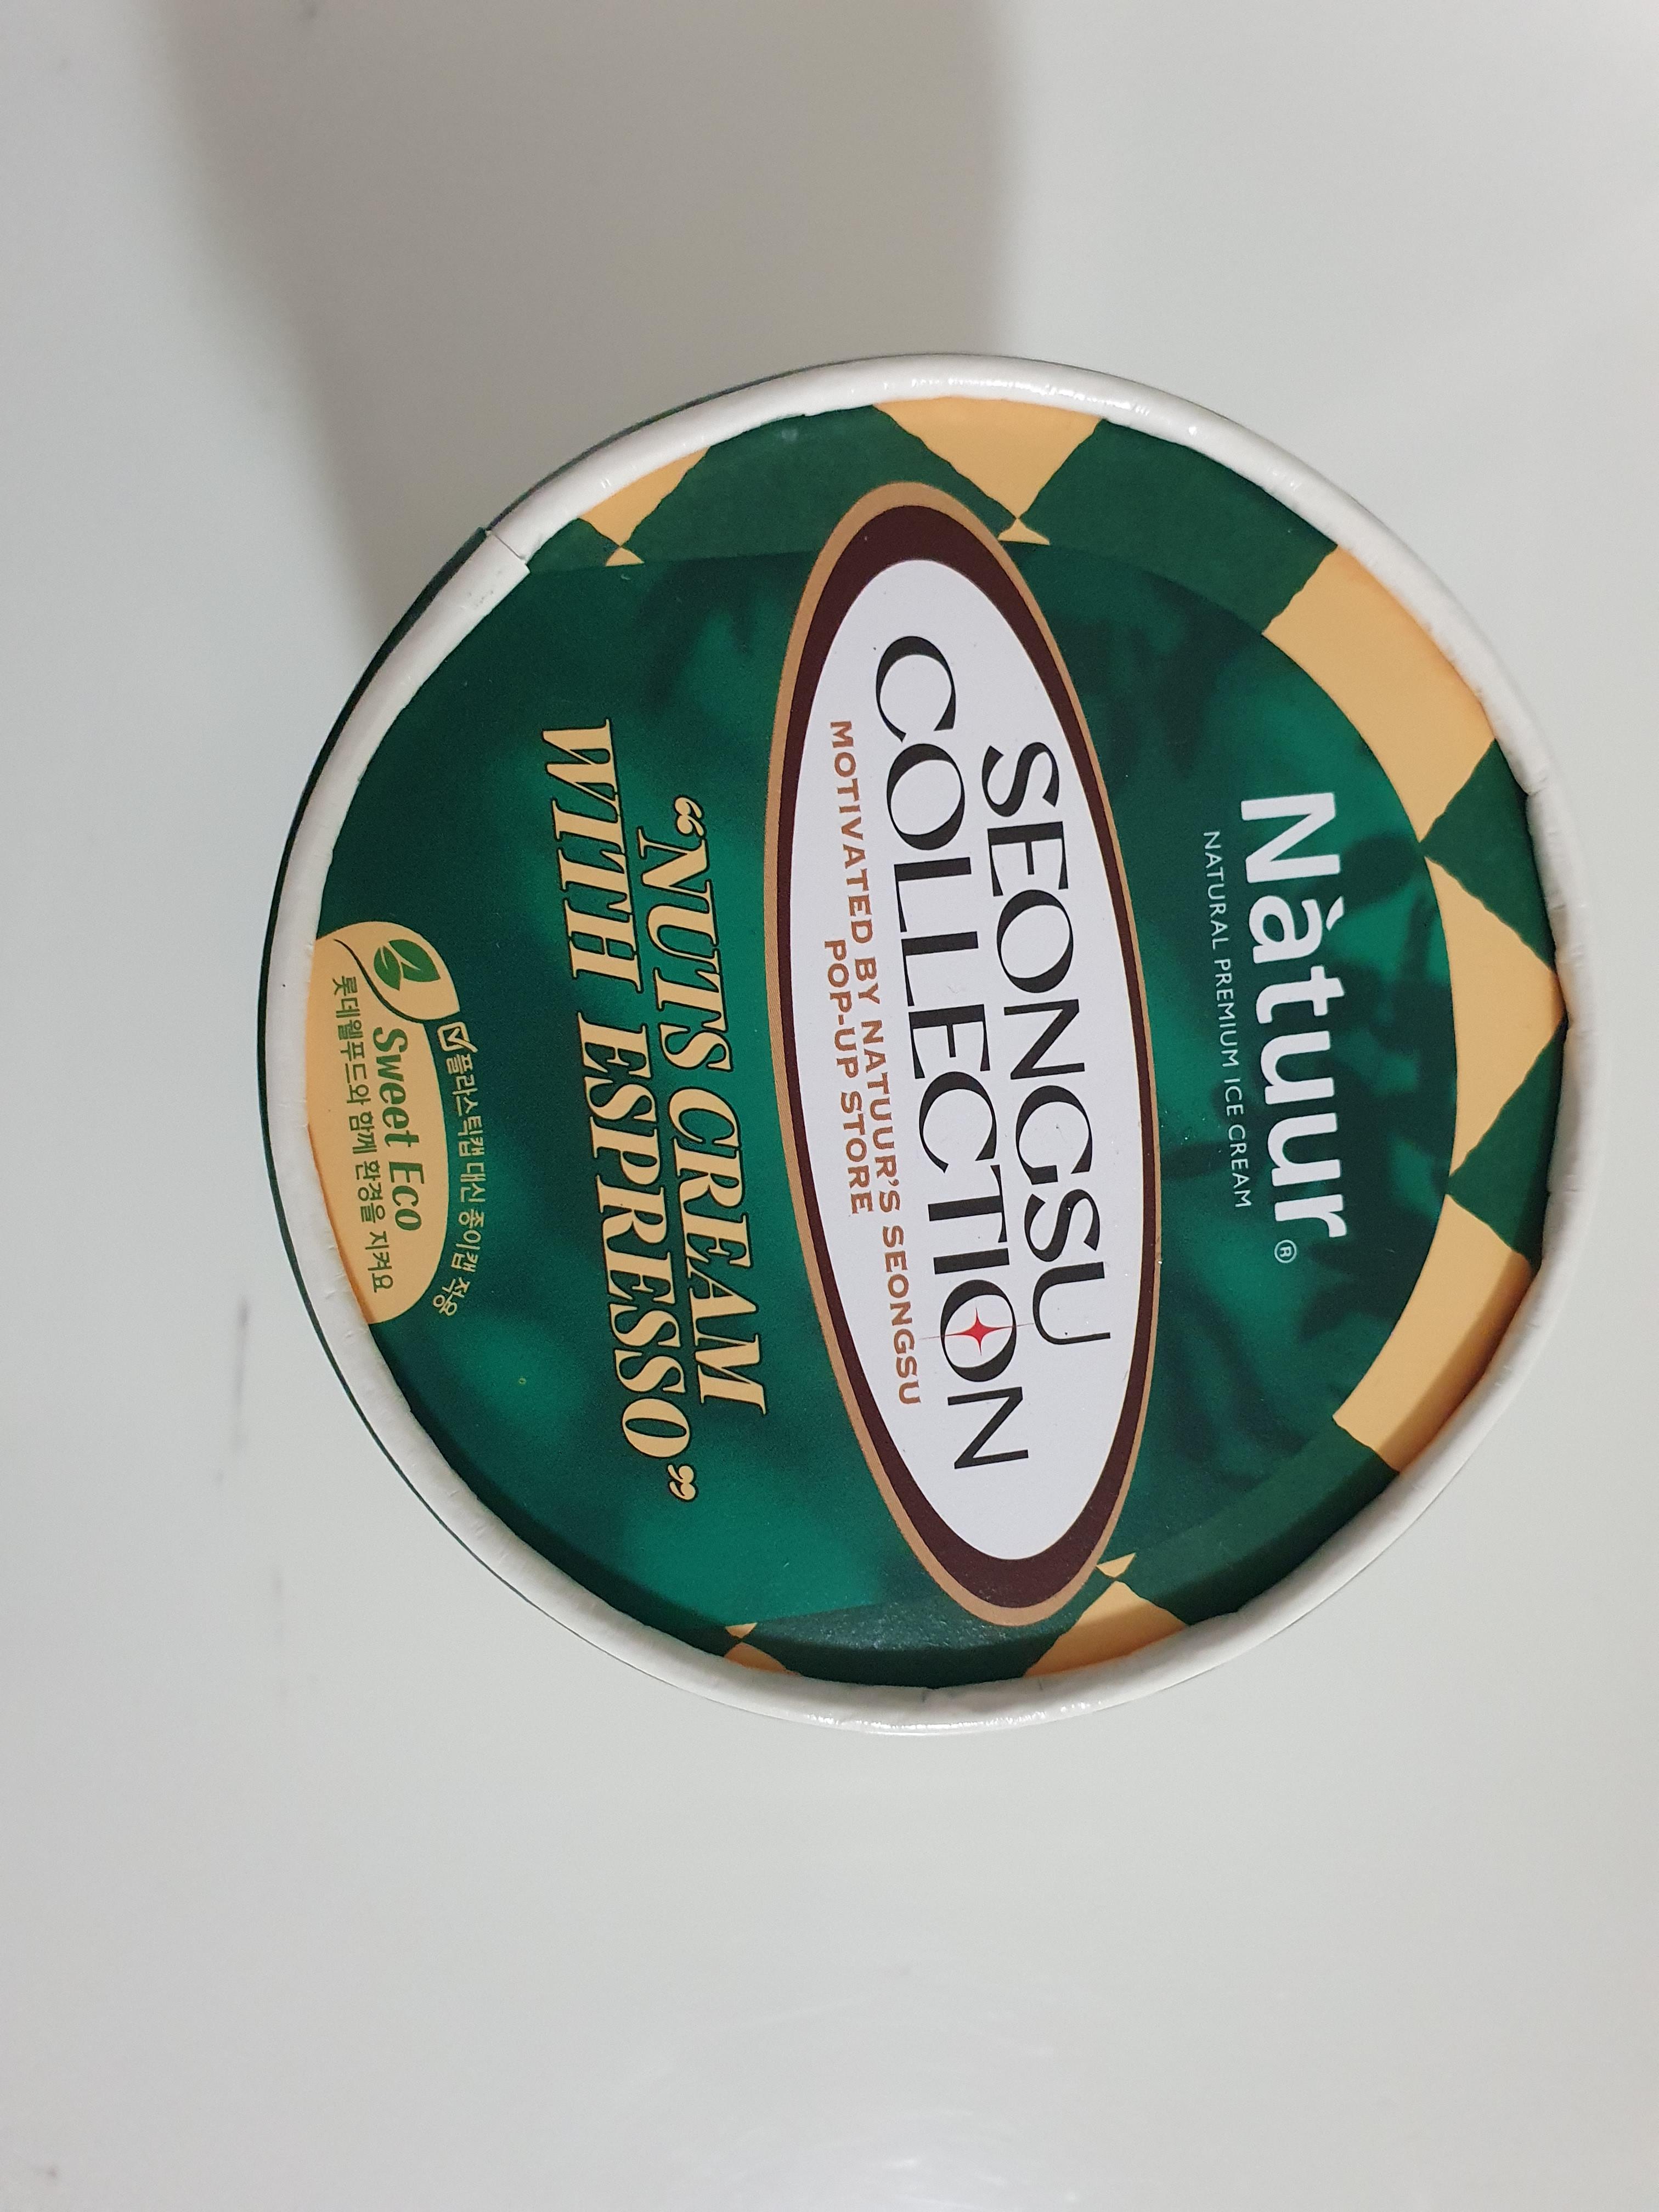 Nàtuur®
NATURAL PREMIUM ICE CREAM
SEONGSU
COLLECTION
MOTIVATED BY NATUUR'S SEONGSU
POP-UP STORE
“NUTS CREAM
WITH ESPRESSO”
플라스틱캡 대신 종이캡 적용
Sweet Eco
롯데웰푸드와 함께 환경을 지켜요